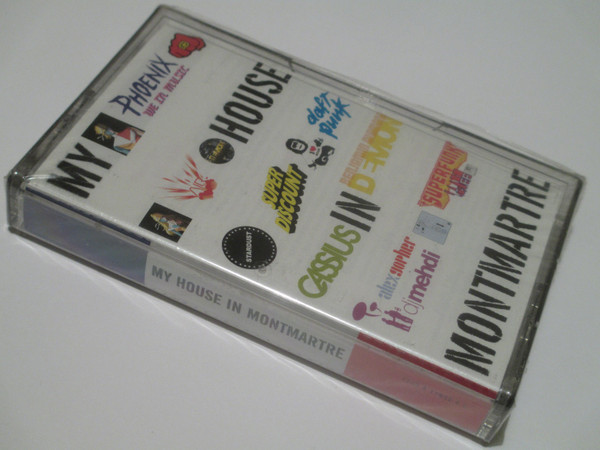 MY
PHOENIX
HOUSE
AIR
daft
punk
SUPER
DISCOUNT
STARDUST
CASSIUS
IN
DEMON
SUPERFUNK
alex gopher
dj mehdi
MONTMARTRE
MY HOUSE IN MONTMARTRE